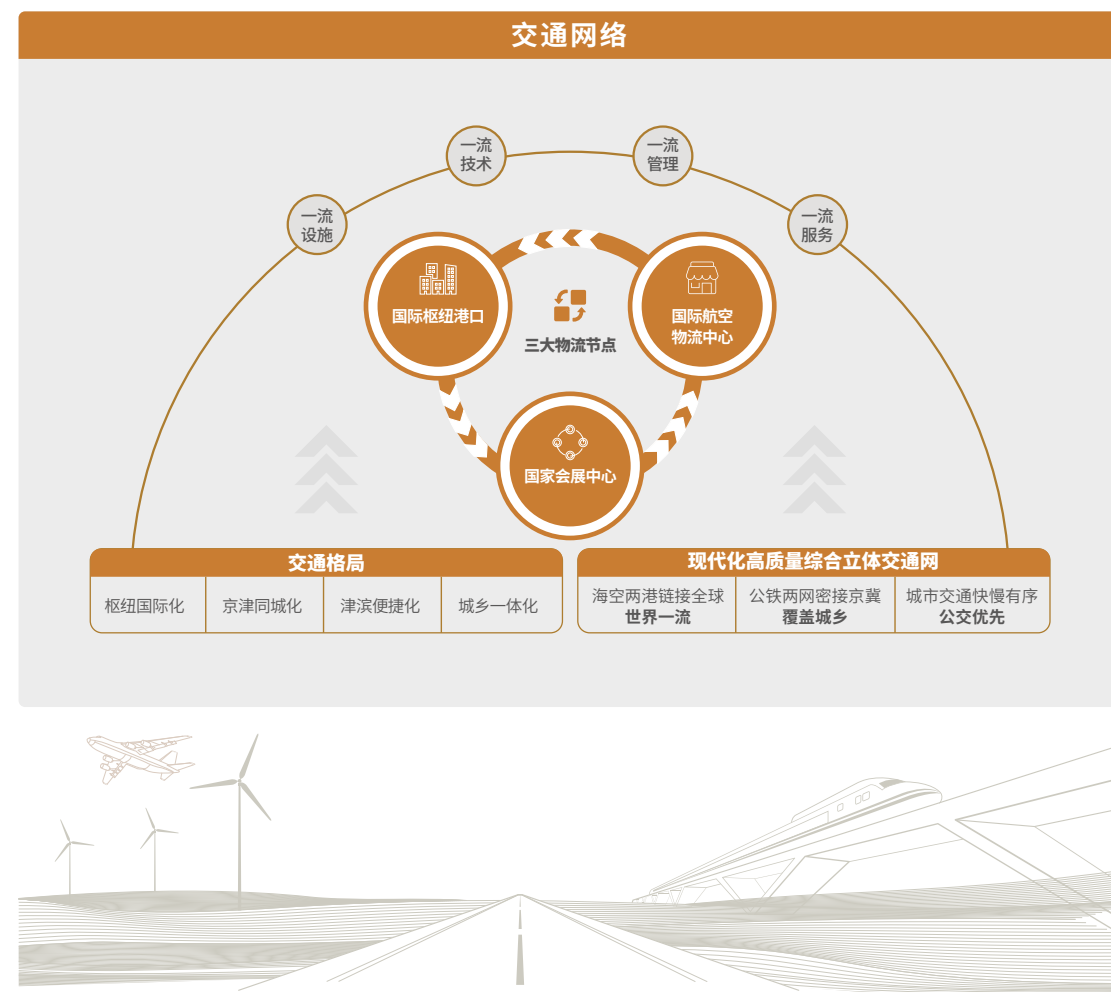 交通网络
一流
技术
一流
管理
一流
设施
一流
服务
国际枢纽港口
国际航空
物流中心
三大物流节点
国家会展中心
交通格局
枢纽国际化
京津同城化
津滨便捷化
城乡一体化
现代化高质量综合立体交通网
海空两港链接全球
世界一流
公铁两网密接京冀
覆盖城乡
城市交通快慢有序
公交优先